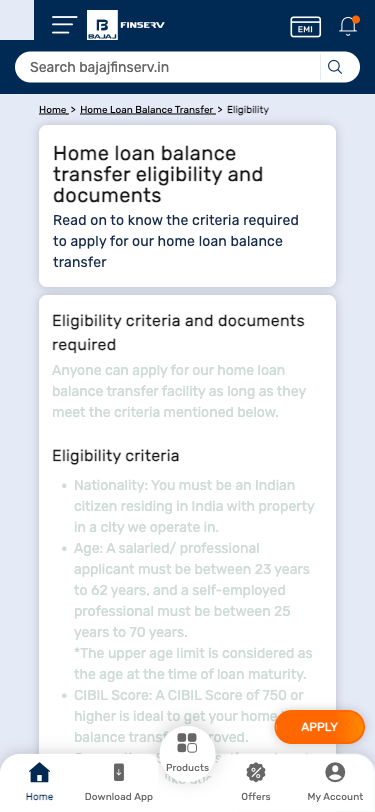 BAJAJ
FINSERV
EMI
Search bajajfinserv.in
Home > Home Loan Balance Transfer > Eligibility
Home loan balance
transfer eligibility and
documents
Read on to know the criteria required
to apply for our home loan balance
transfer
Eligibility criteria and documents
required
Anyone can apply for our home loan
balance transfer facility as long as they
meet the criteria mentioned below.
Eligibility criteria
• Nationality: You must be an Indian
citizen residing in India with property
in a city we operate in.
• Age: A salaried/ professional
applicant must be between 23 years
to 62 years, and a self-employed
professional must be between 25
years to 70 years.
*The upper age limit is considered as
the age at the time of loan maturity.
• CIBIL Score: A CIBIL Score of 750 or
higher is ideal to get your home
balance
APPLY
Products
Home
Download App
Offers
My Account